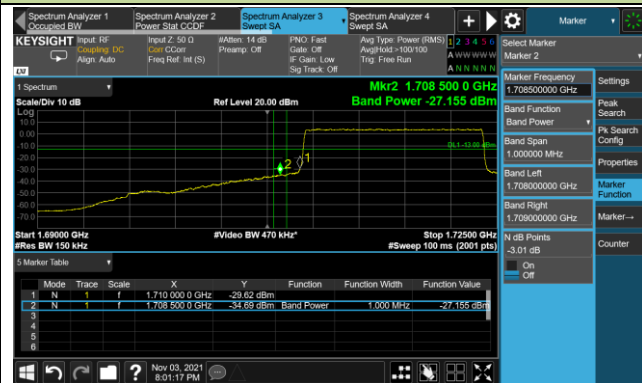 Spectrum Analyzer 1
Occupied BW
Spectrum Analyzer 2
Power Stat CCDF
Spectrum Analyzer 3
Swept SA
Spectrum Analyzer 4
Swept SA
+
Marker
KEYSIGHT
Input: RF
Coupling: DC
Align: Auto
Input Z: 50 Ω
Corr CCorr
Freq Ref: Int (S)
#Atten: 14 dB
Preamp: Off
PNO: Fast
Gate: Off
IF Gain: Low
Sig Track: Off
Avg Type: Power (RMS)
Avg|Hold:>100/100
Trig: Free Run
1 2 3 4 5 6
A W W W W W
A N N N N N
LXI
Select Marker
Marker 2
1 Spectrum
Scale/Div 10 dB
Log
Ref Level 20.00 dBm
Mkr2 1.708 500 0 GHz
Band Power -27.155 dBm
10.0
0.00
-10.0
-20.0
-30.0
-40.0
-50.0
-60.0
-70.0
DL1 -13.00 dBm
2
1
Start 1.69000 GHz
#Res BW 150 kHz
#Video BW 470 kHz*
Stop 1.72500 GHz
#Sweep 100 ms (2001 pts)
5 Marker Table
Mode Trace Scale X Y Function Function Width Function Value
1 N 1 f 1.710 000 0 GHz -29.62 dBm
2 N 1 f 1.708 500 0 GHz -34.69 dBm Band Power 1.000 MHz -27.155 dBm
3
4
5
6
Marker Frequency
1.708500000 GHz
Band Function
Band Power
Band Span
1.000000 MHz
Band Left
1.708000000 GHz
Band Right
1.709000000 GHz
N dB Points
-3.01 dB
On
Off
Settings
Peak
Search
Pk Search
Config
Properties
Marker
Function
Marker→
Counter
?
Nov 03, 2021
8:01:17 PM